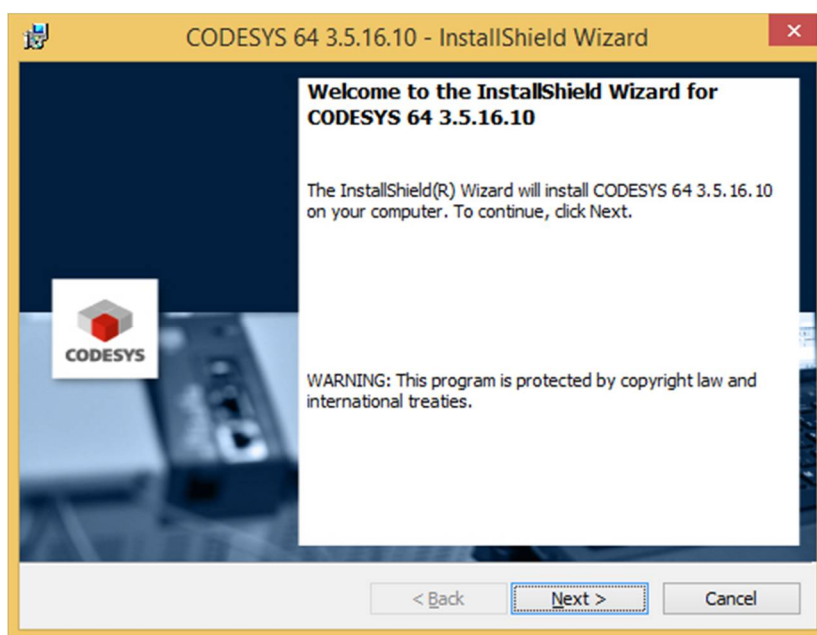 CODESYS 64 3.5.16.10 - InstallShield Wizard
Welcome to the InstallShield Wizard for
CODESYS 64 3.5.16.10
The InstallShield(R) Wizard will install CODESYS 64 3.5.16.10
on your computer. To continue, click Next.
CODESYS
WARNING: This program is protected by copyright law and
international treaties.
< Back Next > Cancel